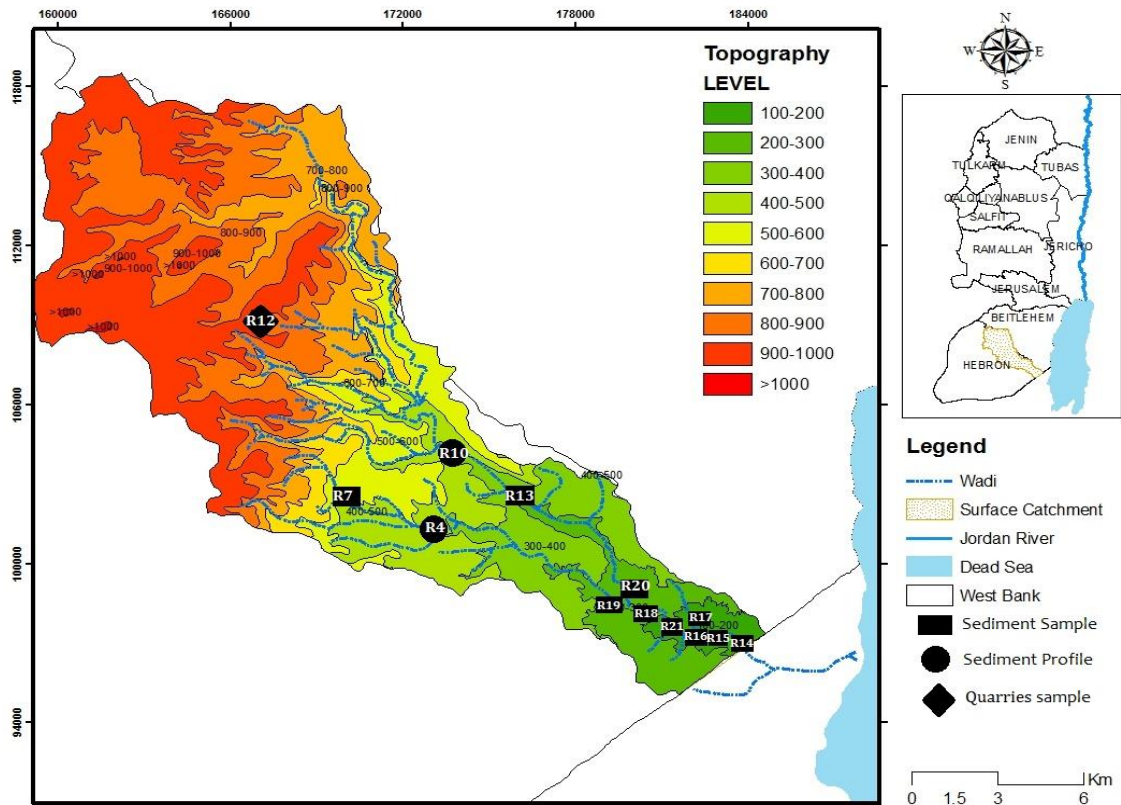 160000
166000
172000
178000
184000
118000
112000
106000
100000
94000
Topography
LEVEL
100-200
200-300
300-400
400-500
500-600
600-700
700-800
800-900
900-1000
>1000
700-800
800-900
800-900
900-1000
>1000
900-1000
>1000
>1000
>1000
>1000
R12
500-600
R10
400-500
R7
R13
400-500
R4
300-400
R20
R19
R18
R17
R21
R16
R15
R14
N
W
E
S
JENIN
TULKARM
TUBAS
QALQILIYA
NABLUS
SALFIT
RAMALLAH
JERICHO
JERUSALEM
BEITLEHEM
HEBRON
Legend
Wadi
Surface Catchment
Jordan River
Dead Sea
West Bank
Sediment Sample
Sediment Profile
Quarries sample
Km
0 1.5 3 6